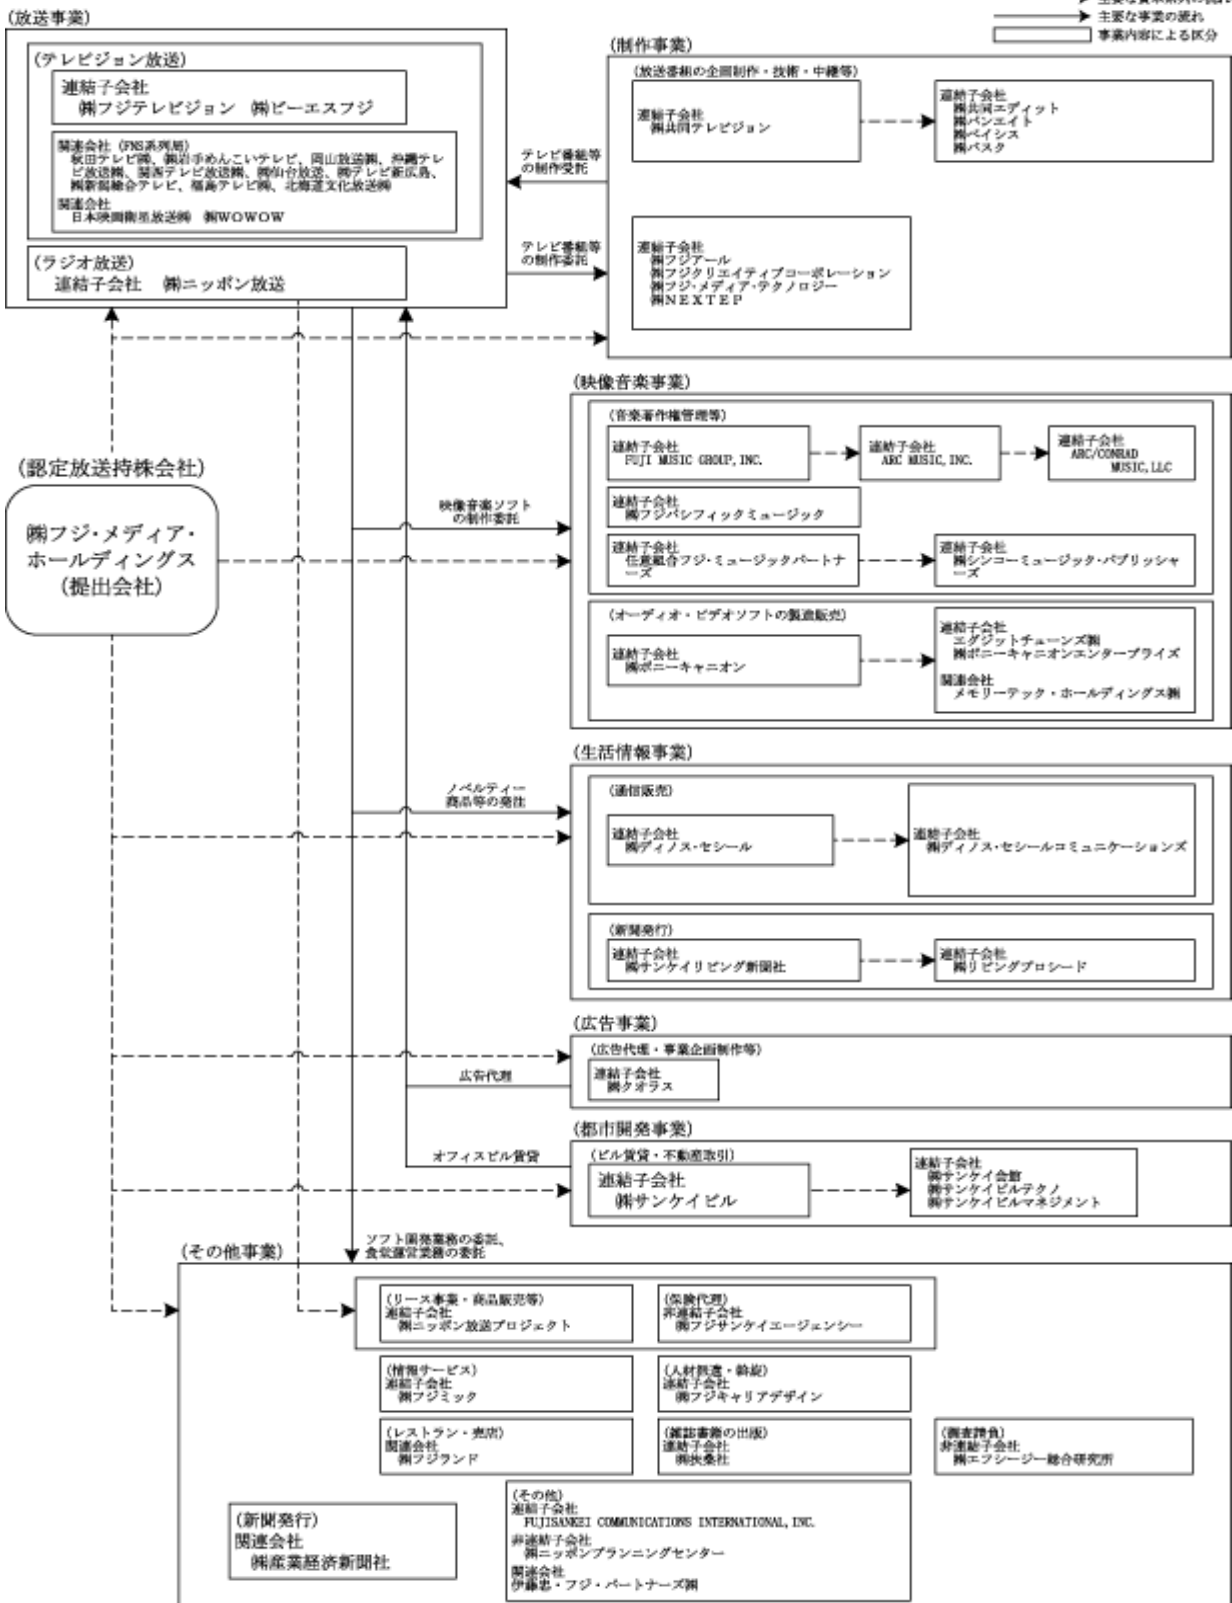 主要な事業の流れ
事業内容による区分
(放送事業)
(テレビジョン放送)
連結子会社
㈱フジテレビジョン　㈱ビーエスフジ
関連会社 (FNS系列局)
秋田テレビ㈱、㈱岩手めんこいテレビ、岡山放送㈱、沖縄テレ
ビ放送㈱、関西テレビ放送㈱、㈱仙台放送、㈱テレビ新広島、
㈱新潟総合テレビ、福島テレビ㈱、北海道文化放送㈱
関連会社
日本映画衛星放送㈱　㈱WOWOW
(ラジオ放送)
連結子会社　㈱ニッポン放送
テレビ番組等
の制作受託
テレビ番組等
の制作委託
(制作事業)
(放送番組の企画制作・技術・中継等)
連結子会社
㈱共同テレビジョン
連結子会社
㈱共同エディット
㈱バンエイト
㈱ベイシス
㈱バスク
連結子会社
㈱フジアール
㈱フジクリエイティブコーポレーション
㈱フジ・メディア・テクノロジー
㈱NEXTEP
(認定放送持株会社)
㈱フジ・メディア・
ホールディングス
(提出会社)
映像音楽ソフト
の制作委託
(映像音楽事業)
(音楽著作権管理等)
連結子会社
FUJI MUSIC GROUP,INC.
連結子会社
ARC MUSIC,INC.
連結子会社
ARC/CONRAD
MUSIC,LLC
連結子会社
㈱フジパシフィックミュージック
連結子会社
任意組合フジ・ミュージックパートナ
ーズ
連結子会社
㈱シンコーミュージック・パブリッシャ
ーズ
(オーディオ・ビデオソフトの製造販売)
連結子会社
㈱ポニーキャニオン
連結子会社
エグジットチューンズ㈱
㈱ポニーキャニオンエンタープライズ
関連会社
メモリーテック・ホールディングス㈱
ノベルティー
商品等の発注
(生活情報事業)
(通信販売)
連結子会社
㈱ディノス・セシール
連結子会社
㈱ディノス・セシールコミュニケーションズ
(新聞発行)
連結子会社
㈱サンケイリビング新聞社
連結子会社
㈱リビングプロシード
(広告事業)
(広告代理・事業企画制作等)
連結子会社
㈱クオラス
広告代理
(都市開発事業)
オフィスビル賃貸
(ビル賃貸・不動産取引)
連結子会社
㈱サンケイビル
連結子会社
㈱サンケイ会館
㈱サンケイビルテクノ
㈱サンケイビルマネジメント
ソフト開発業務の委託、
食堂運営業務の委託
(その他事業)
(リース事業・商品販売等)
連結子会社
㈱ニッポン放送プロジェクト
(保険代理)
非連結子会社
㈱フジサンケイエージェンシー
(情報サービス)
連結子会社
㈱フジミック
(人材派遣・斡旋)
連結子会社
㈱フジキャリアデザイン
(レストラン・売店)
関連会社
㈱フジランド
(雑誌書籍の出版)
連結子会社
㈱扶桑社
(調査請負)
非連結子会社
㈱エフシージー総合研究所
(新聞発行)
関連会社
㈱産業経済新聞社
(その他)
連結子会社
FUJISANKEI COMMUNICATIONS INTERNATIONAL,INC.
非連結子会社
㈱ニッポンプランニングセンター
関連会社
伊藤忠・フジ・パートナーズ㈱